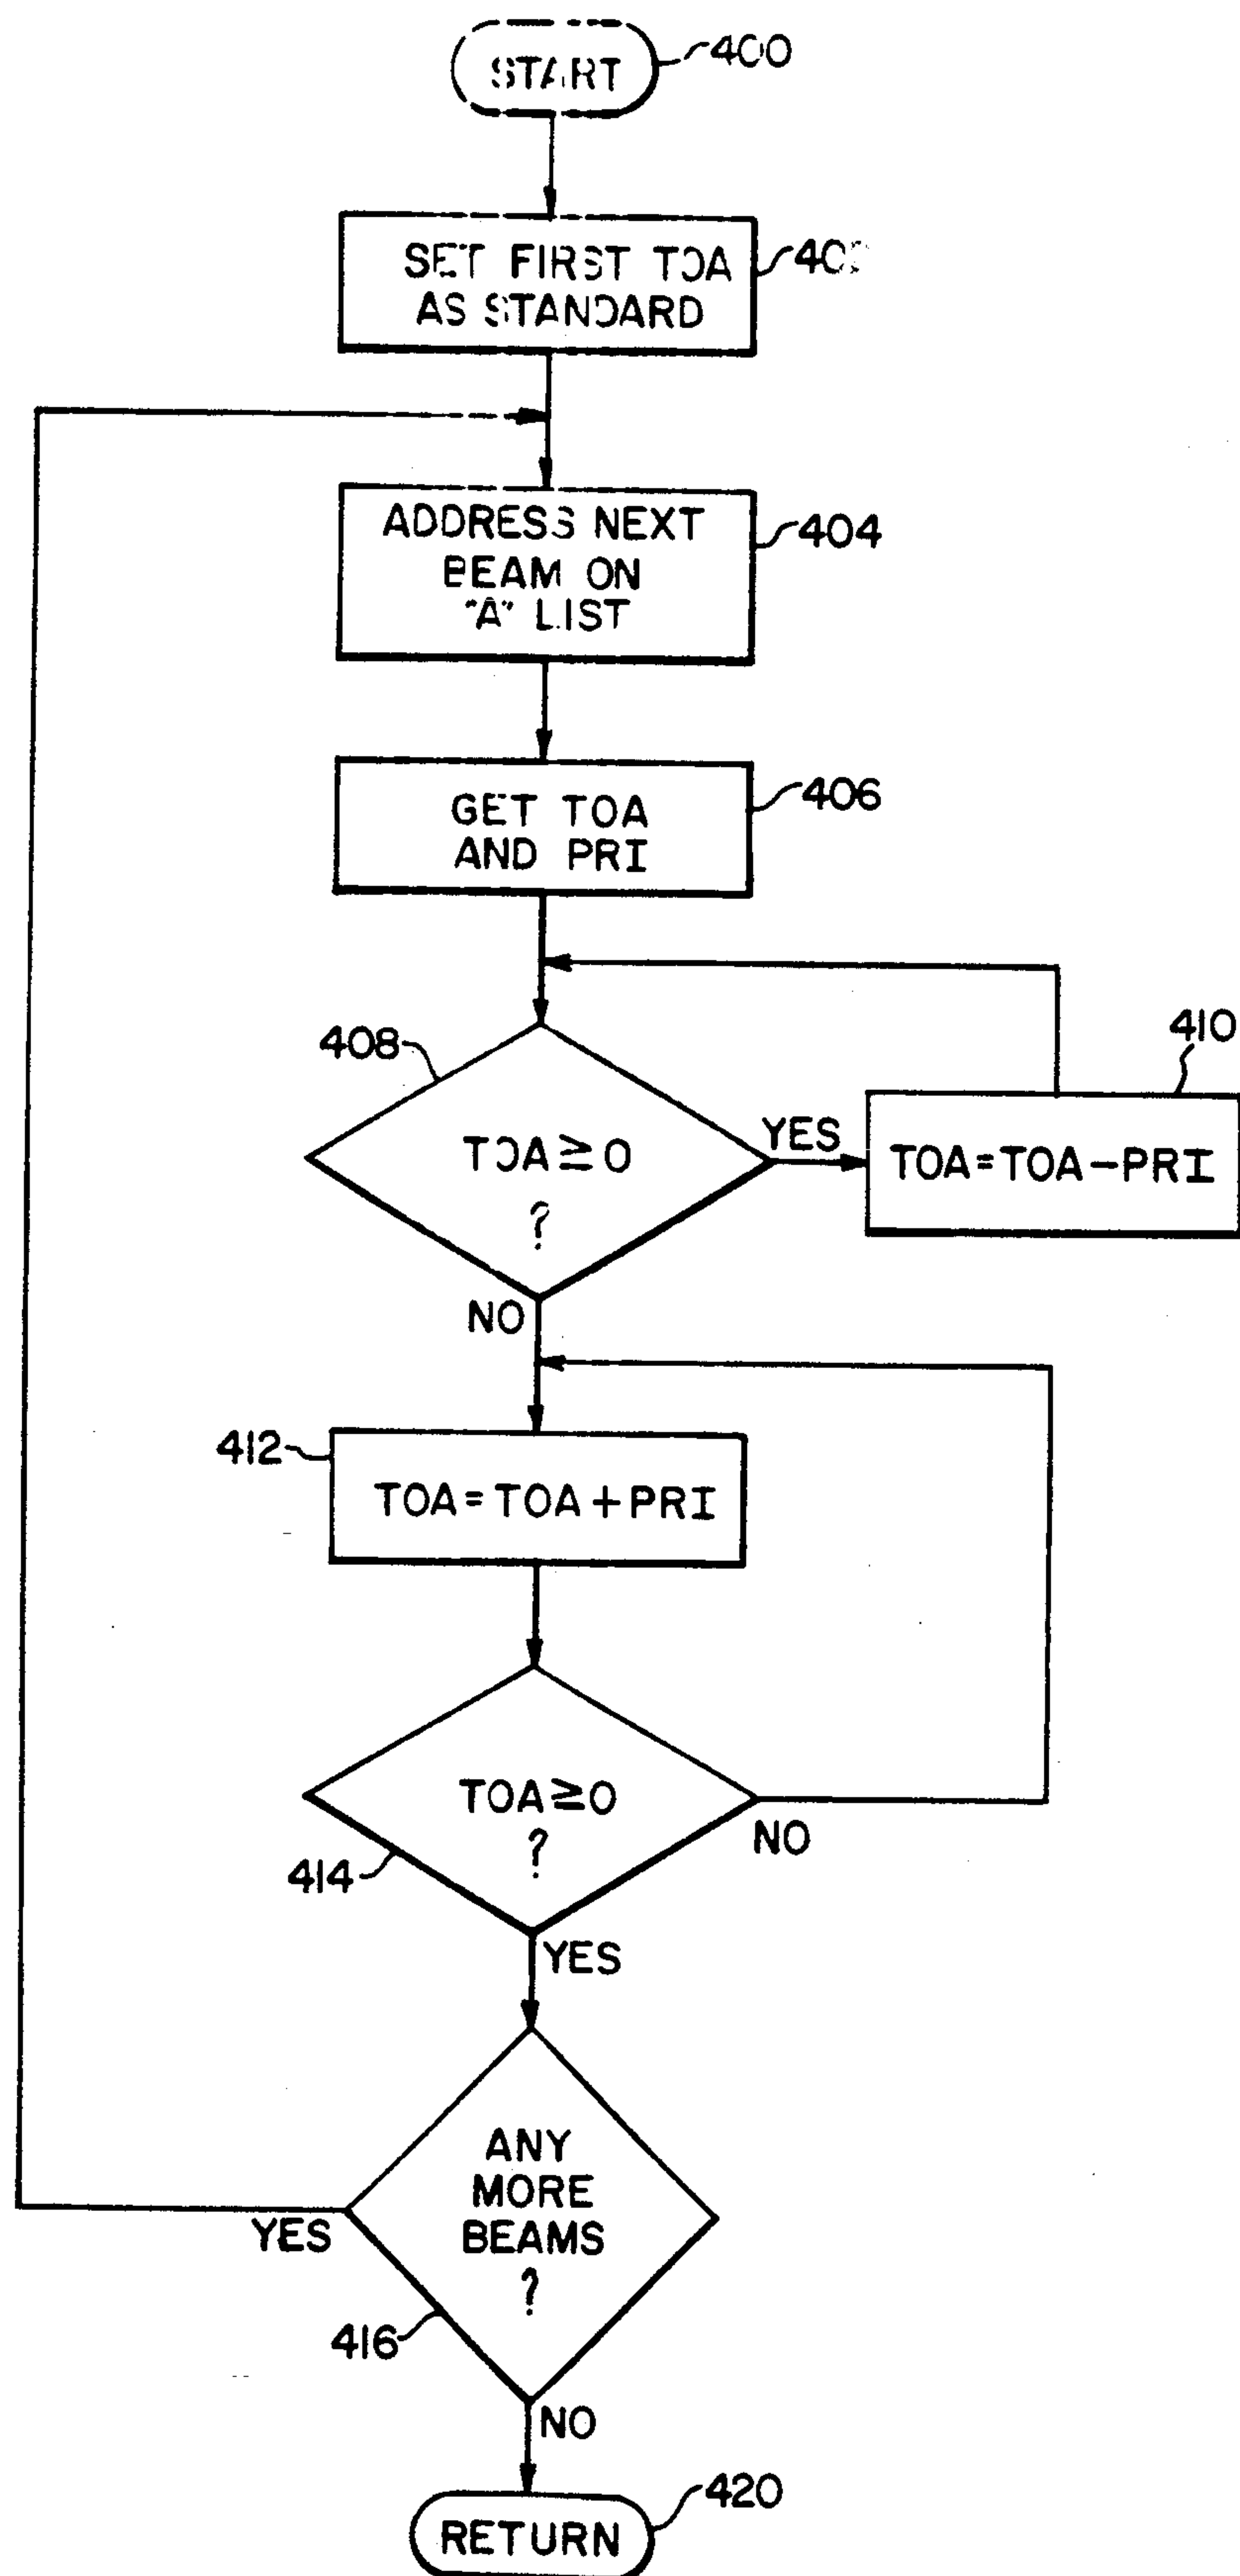 START
400
SET FIRST TOA
AS STANDARD
ADDRESS NEXT
BEAM ON
"A" LIST
404
GET TOA
AND PRI
406
408
TOA ≧ 0
?
YES
410
TOA = TOA - PRI
NO
412
TOA = TOA + PRI
TOA ≧ 0
?
NO
414
YES
ANY
MORE
BEAMS
?
YES
416
NO
RETURN
420